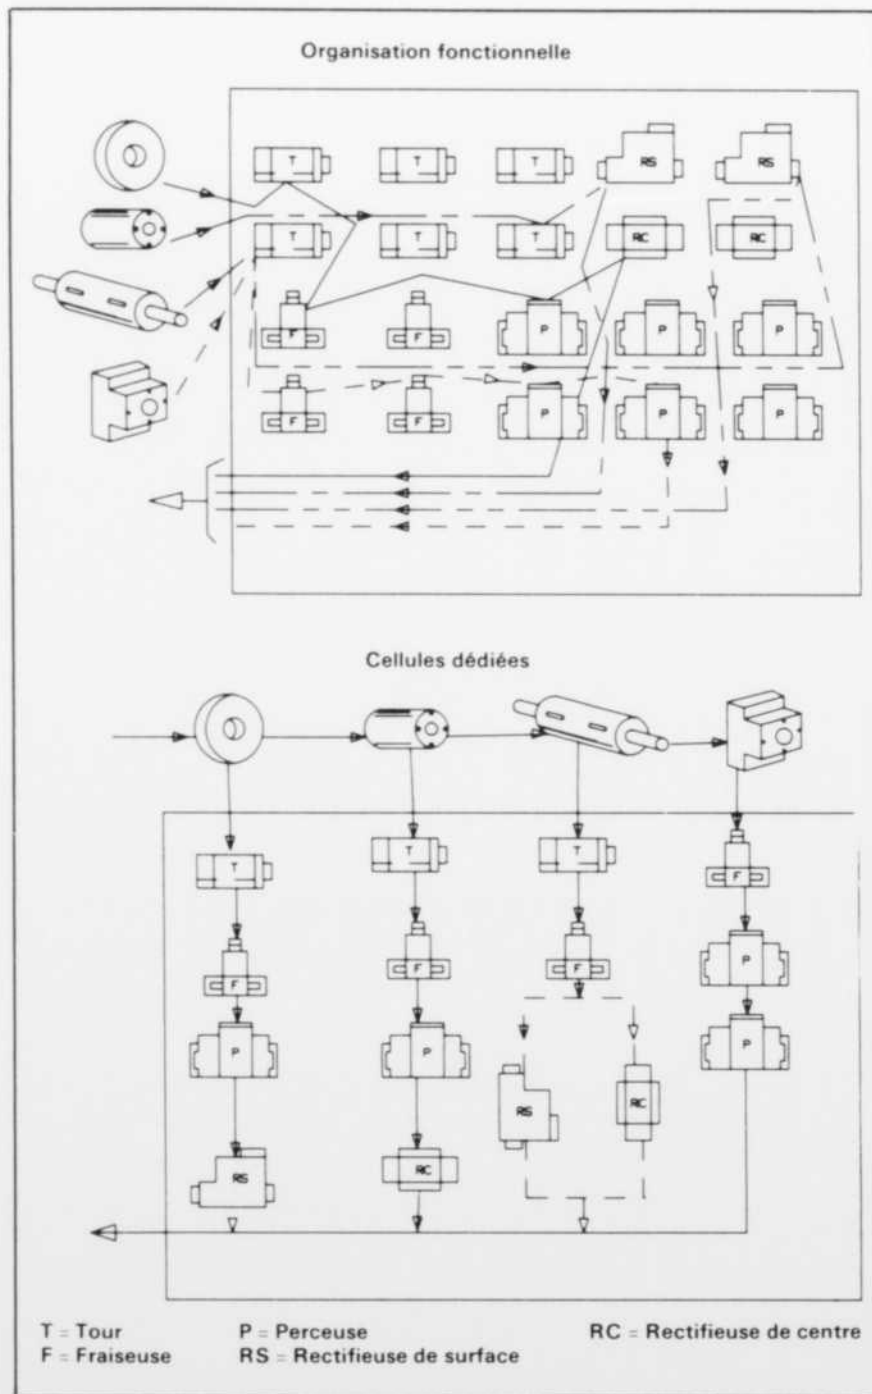 Organisation fonctionnelle
T T T RS RS
T T T RC RC
F F P P P
F F P P P
Cellules dédiées
T T T F
F F F P
P P RS RC P
RS RC
T = Tour P = Perceuse RC = Rectifieuse de centre
F = Fraiseuse RS = Rectifieuse de surface